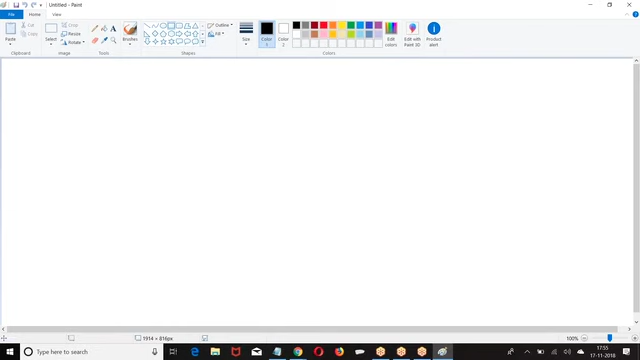 Untitled - Paint
File Home View
Paste Cut Copy Clipboard
Select Crop Resize Rotate Image
Tools
Brushes
Shapes Outline Fill
Size
Color 1 Color 2
Edit colors Colors
Edit with Paint 3D
Product alert
1914 × 816px 100%
Type here to search
17:55
17-11-2018